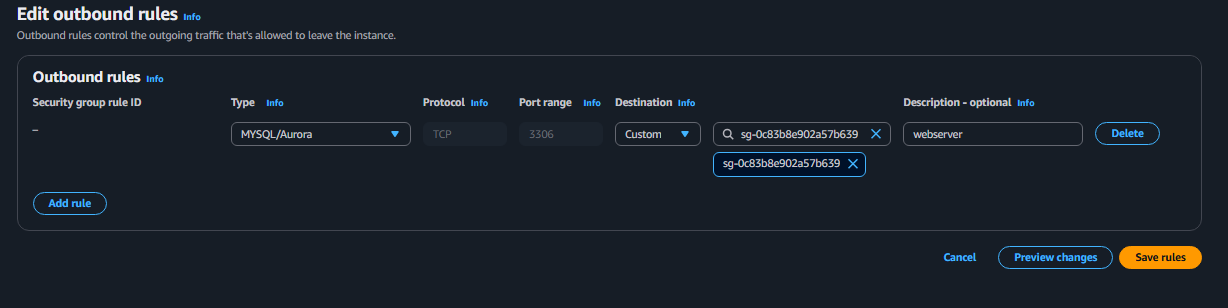 Edit outbound rules Info
Outbound rules control the outgoing traffic that's allowed to leave the instance.
Outbound rules Info
Security group rule ID Type Info Protocol Info Port range Info Destination Info Description - optional Info
– MYSQL/Aurora TCP 3306 Custom sg-0c83b8e902a57b639 webserver Delete
sg-0c83b8e902a57b639
Add rule
Cancel Preview changes Save rules